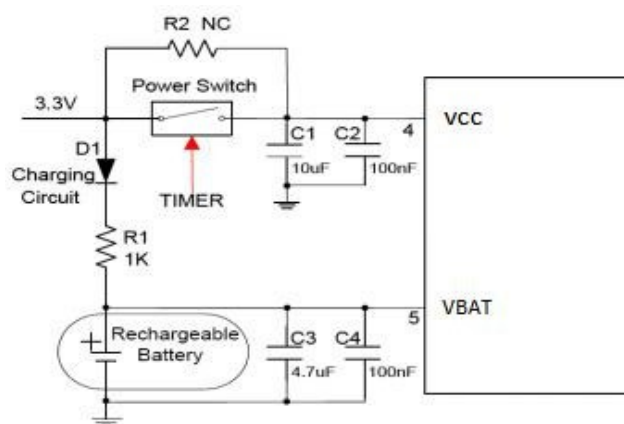 R2 NC
Power Switch
3.3V
4
VCC
D1
C1
C2
10uF
100nF
Charging
Circuit
TIMER
R1
1K
5
VBAT
Rechargeable
Battery
+
C3
C4
4.7uF
100nF